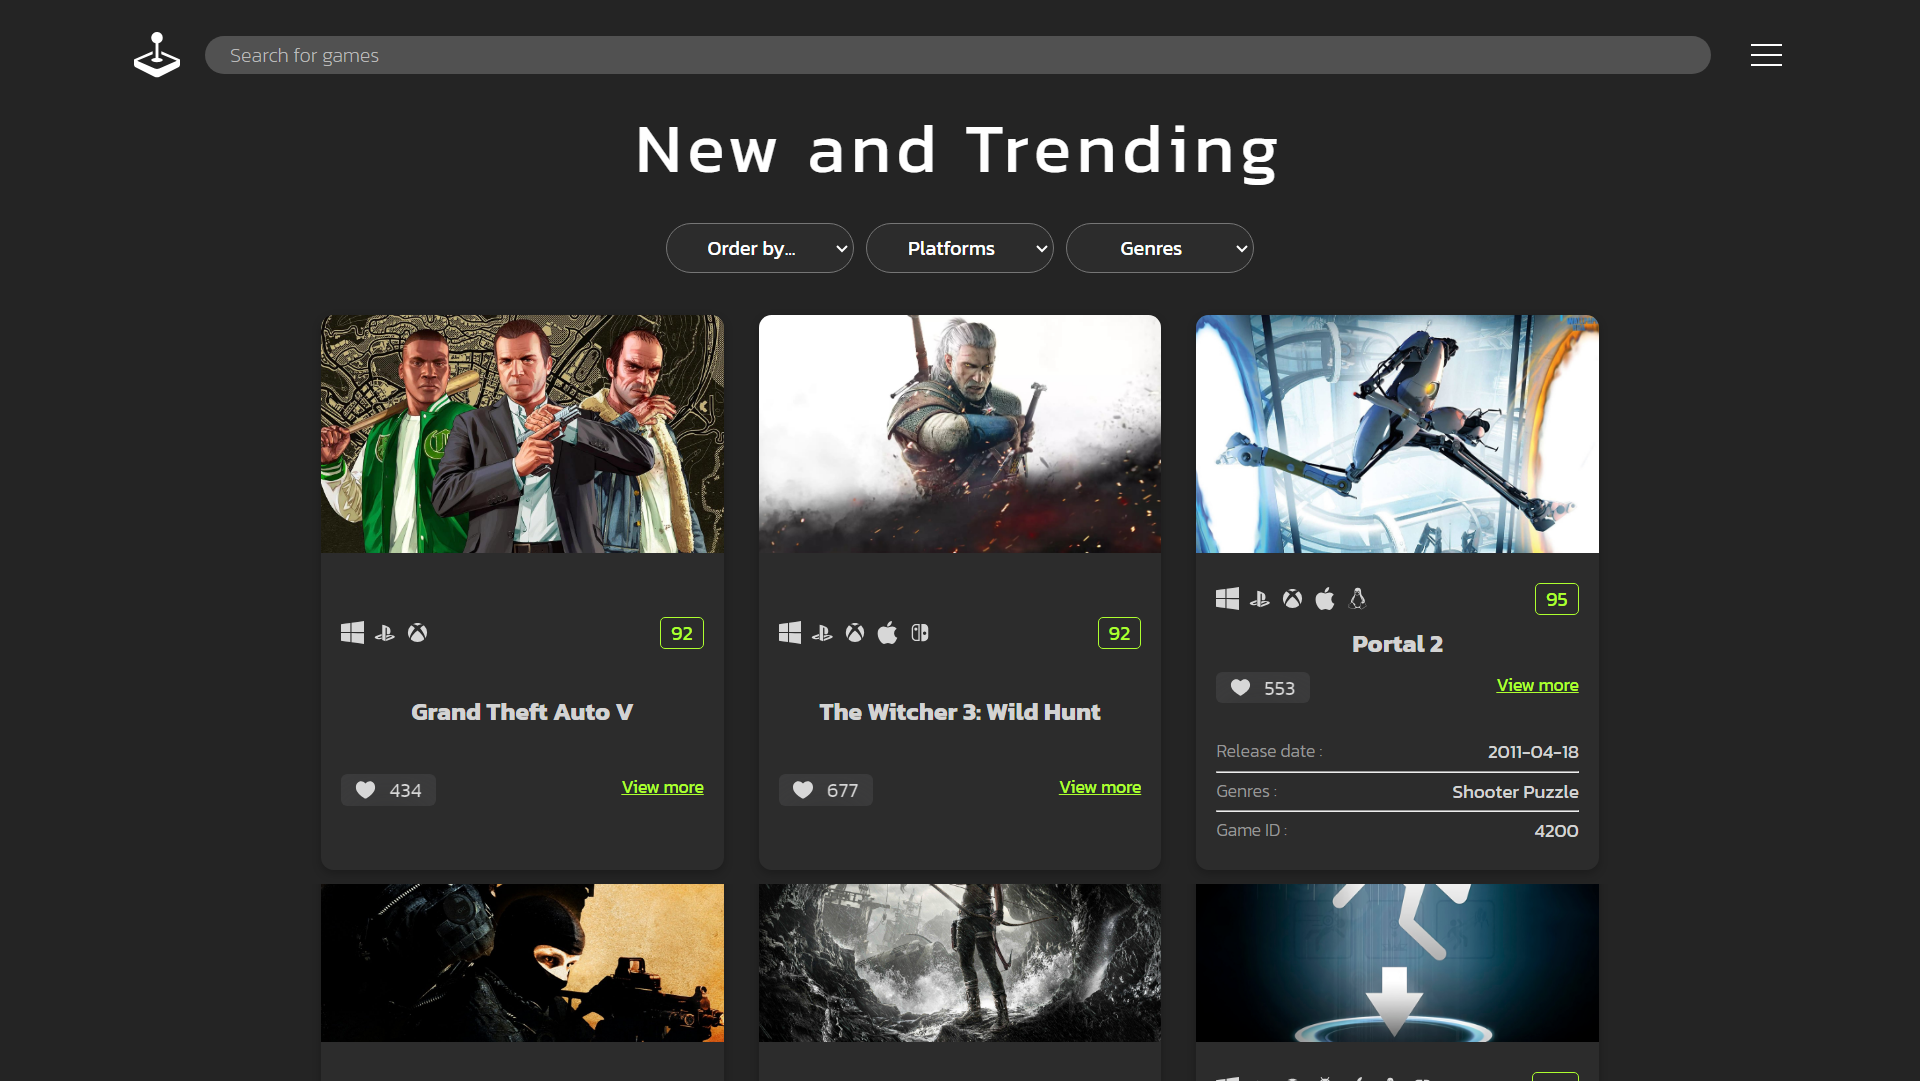 Search for games
New and Trending
Order by...
Platforms
Genres
92
Grand Theft Auto V
434
View more
92
The Witcher 3: Wild Hunt
677
View more
95
Portal 2
553
View more
Release date :
2011-04-18
Genres :
Shooter Puzzle
Game ID :
4200